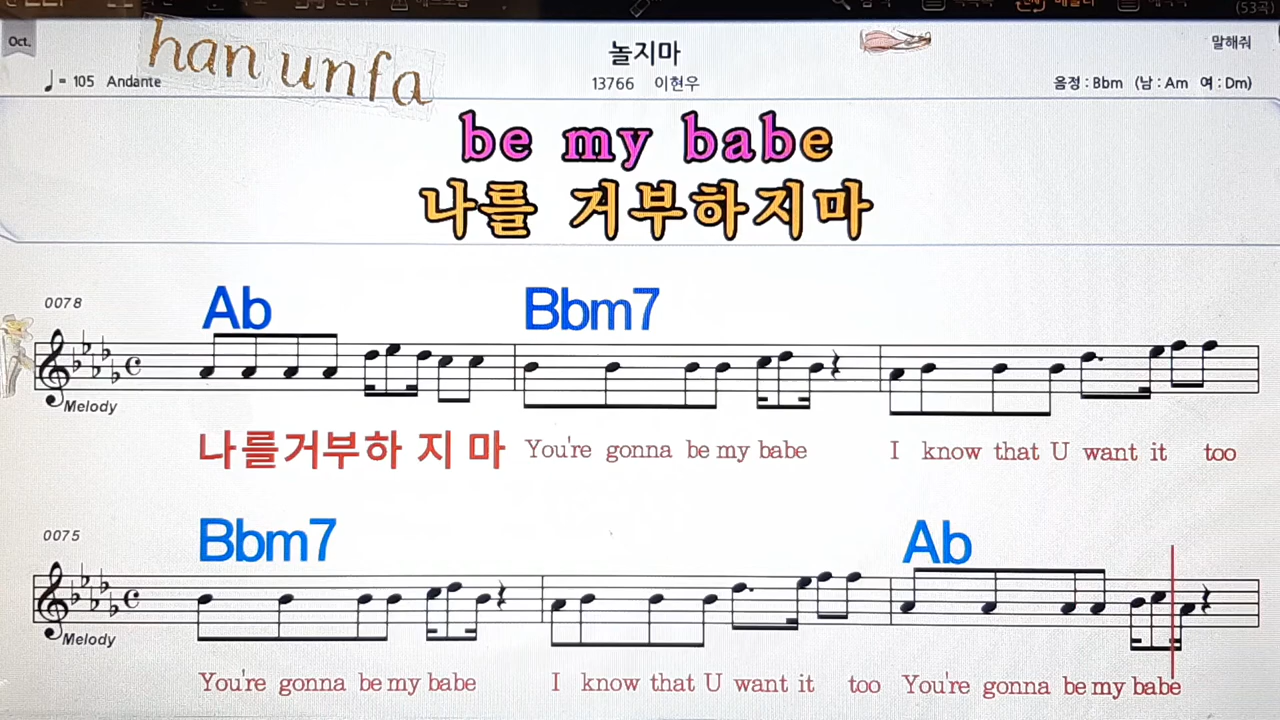 (53곡)
Oct.
han unfa
놀지마
말해줘
♩= 105 Andante
13766 이현우
음정 : Bbm (남 : Am 여 : Dm)
be my babe
나를 거부하지마
0078
Ab Bbm7
Melody
나를거부하 지 마 You're gonna be my babe I know that U want it too
0075
Bbm7 Ab
Melody
You're gonna be my babe I know that U want it too You're gonna be my babe